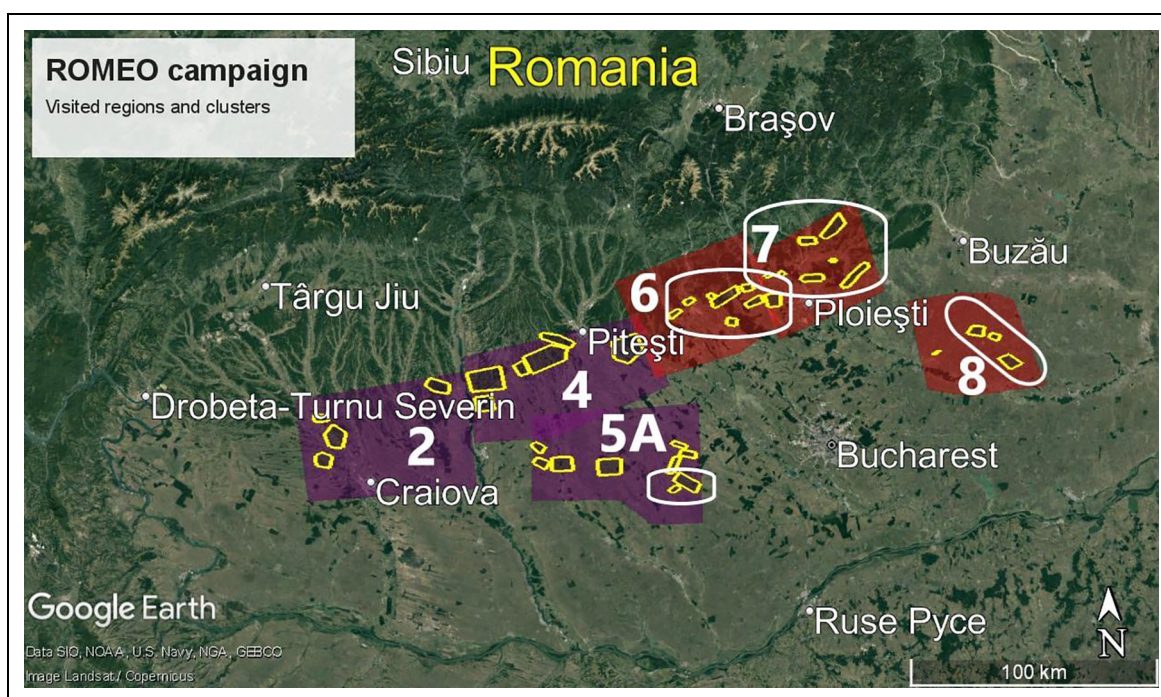 ROMEO campaign
Visited regions and clusters
Sibiu
Romania
Braşov
7
Buzău
6
Târgu Jiu
Ploieşti
Piteşti
8
4
Drobeta-Turnu Severin
5A
2
Bucharest
Craiova
Google Earth
Ruse Pyce
N
Data SIO, NOAA, U.S. Navy, NGA, GEBCO
Image Landsat / Copernicus
100 km